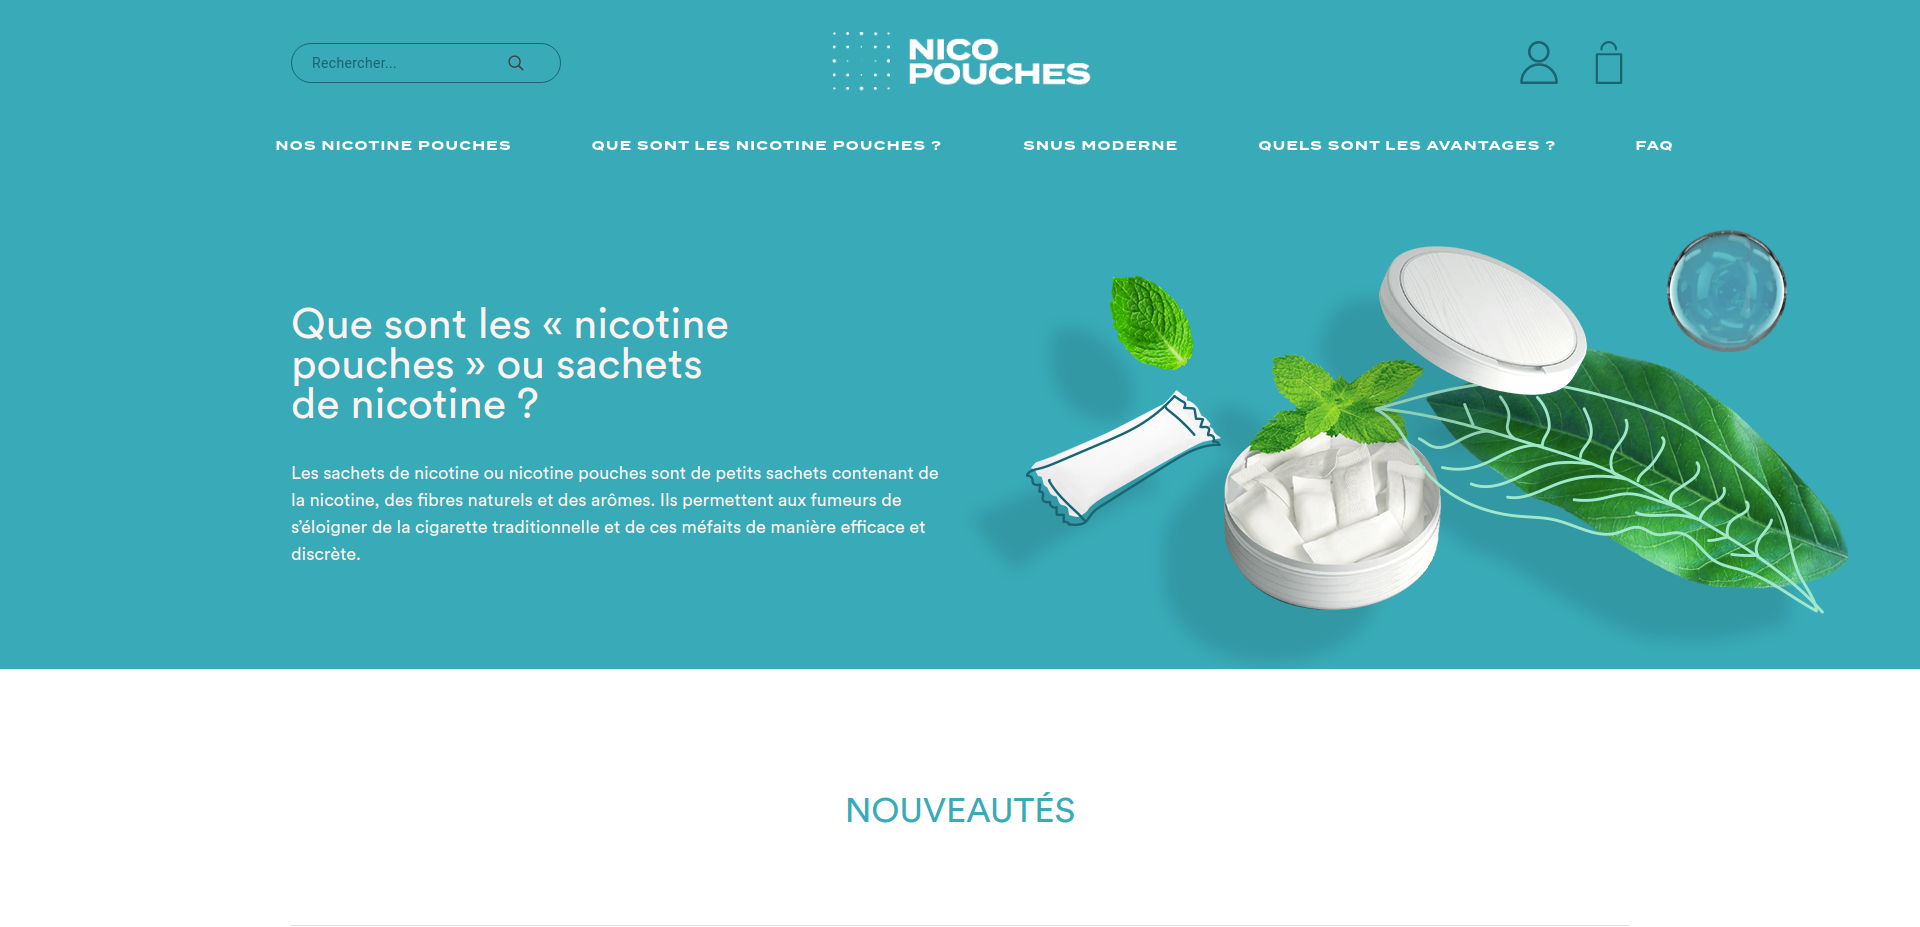 Rechercher...
NICO
POUCHES
NOS NICOTINE POUCHES
QUE SONT LES NICOTINE POUCHES ?
SNUS MODERNE
QUELS SONT LES AVANTAGES ?
FAQ
Que sont les « nicotine
pouches » ou sachets
de nicotine ?
Les sachets de nicotine ou nicotine pouches sont de petits sachets contenant de
la nicotine, des fibres naturels et des arômes. Ils permettent aux fumeurs de
s’éloigner de la cigarette traditionnelle et de ces méfaits de manière efficace et
discrète.
NOUVEAUTÉS